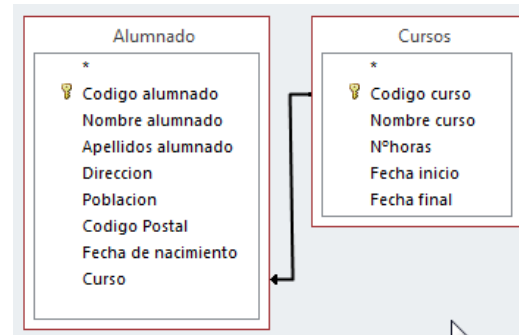 Alumnado
*
Codigo alumnado
Nombre alumnado
Apellidos alumnado
Direccion
Poblacion
Codigo Postal
Fecha de nacimiento
Curso
Cursos
*
Codigo curso
Nombre curso
Nºhoras
Fecha inicio
Fecha final